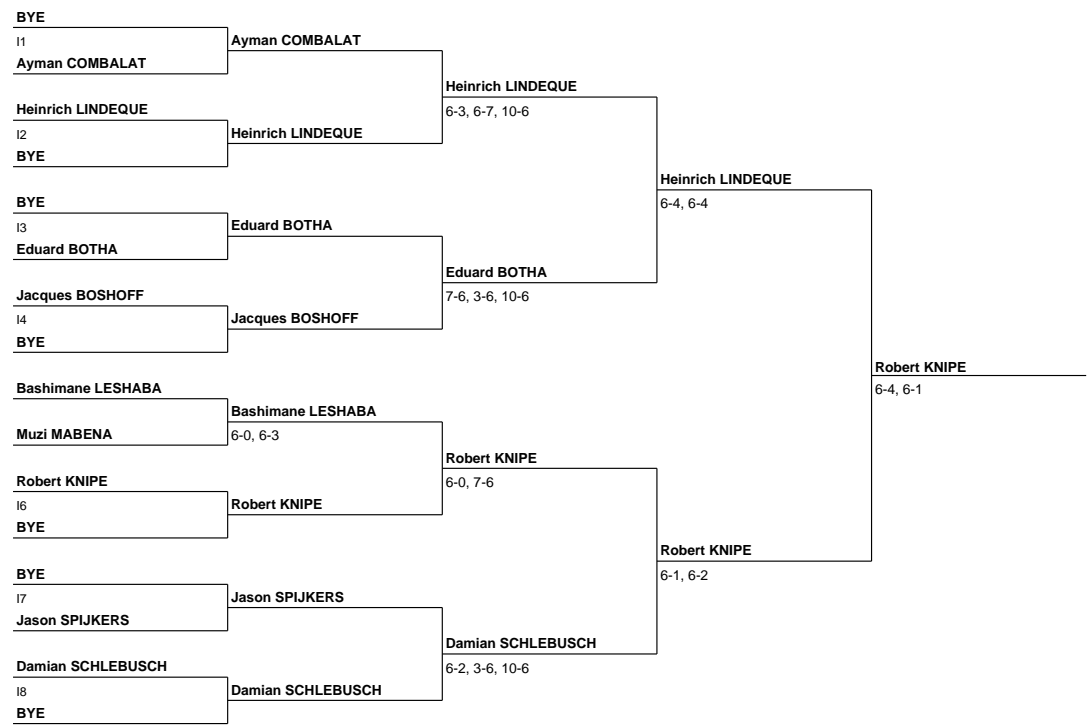 BYE
I1
Ayman COMBALAT
Heinrich LINDEQUE
I2
BYE
BYE
I3
Eduard BOTHA
Jacques BOSHOFF
I4
BYE
Bashimane LESHABA
Muzi MABENA
Robert KNIPE
I6
BYE
BYE
I7
Jason SPIJKERS
Damian SCHLEBUSCH
I8
BYE
Ayman COMBALAT
Heinrich LINDEQUE
Eduard BOTHA
Jacques BOSHOFF
Bashimane LESHABA
6-0, 6-3
Robert KNIPE
Jason SPIJKERS
Damian SCHLEBUSCH
Heinrich LINDEQUE
6-3, 6-7, 10-6
Eduard BOTHA
7-6, 3-6, 10-6
Robert KNIPE
6-0, 7-6
Damian SCHLEBUSCH
6-2, 3-6, 10-6
Heinrich LINDEQUE
6-4, 6-4
Robert KNIPE
6-1, 6-2
Robert KNIPE
6-4, 6-1